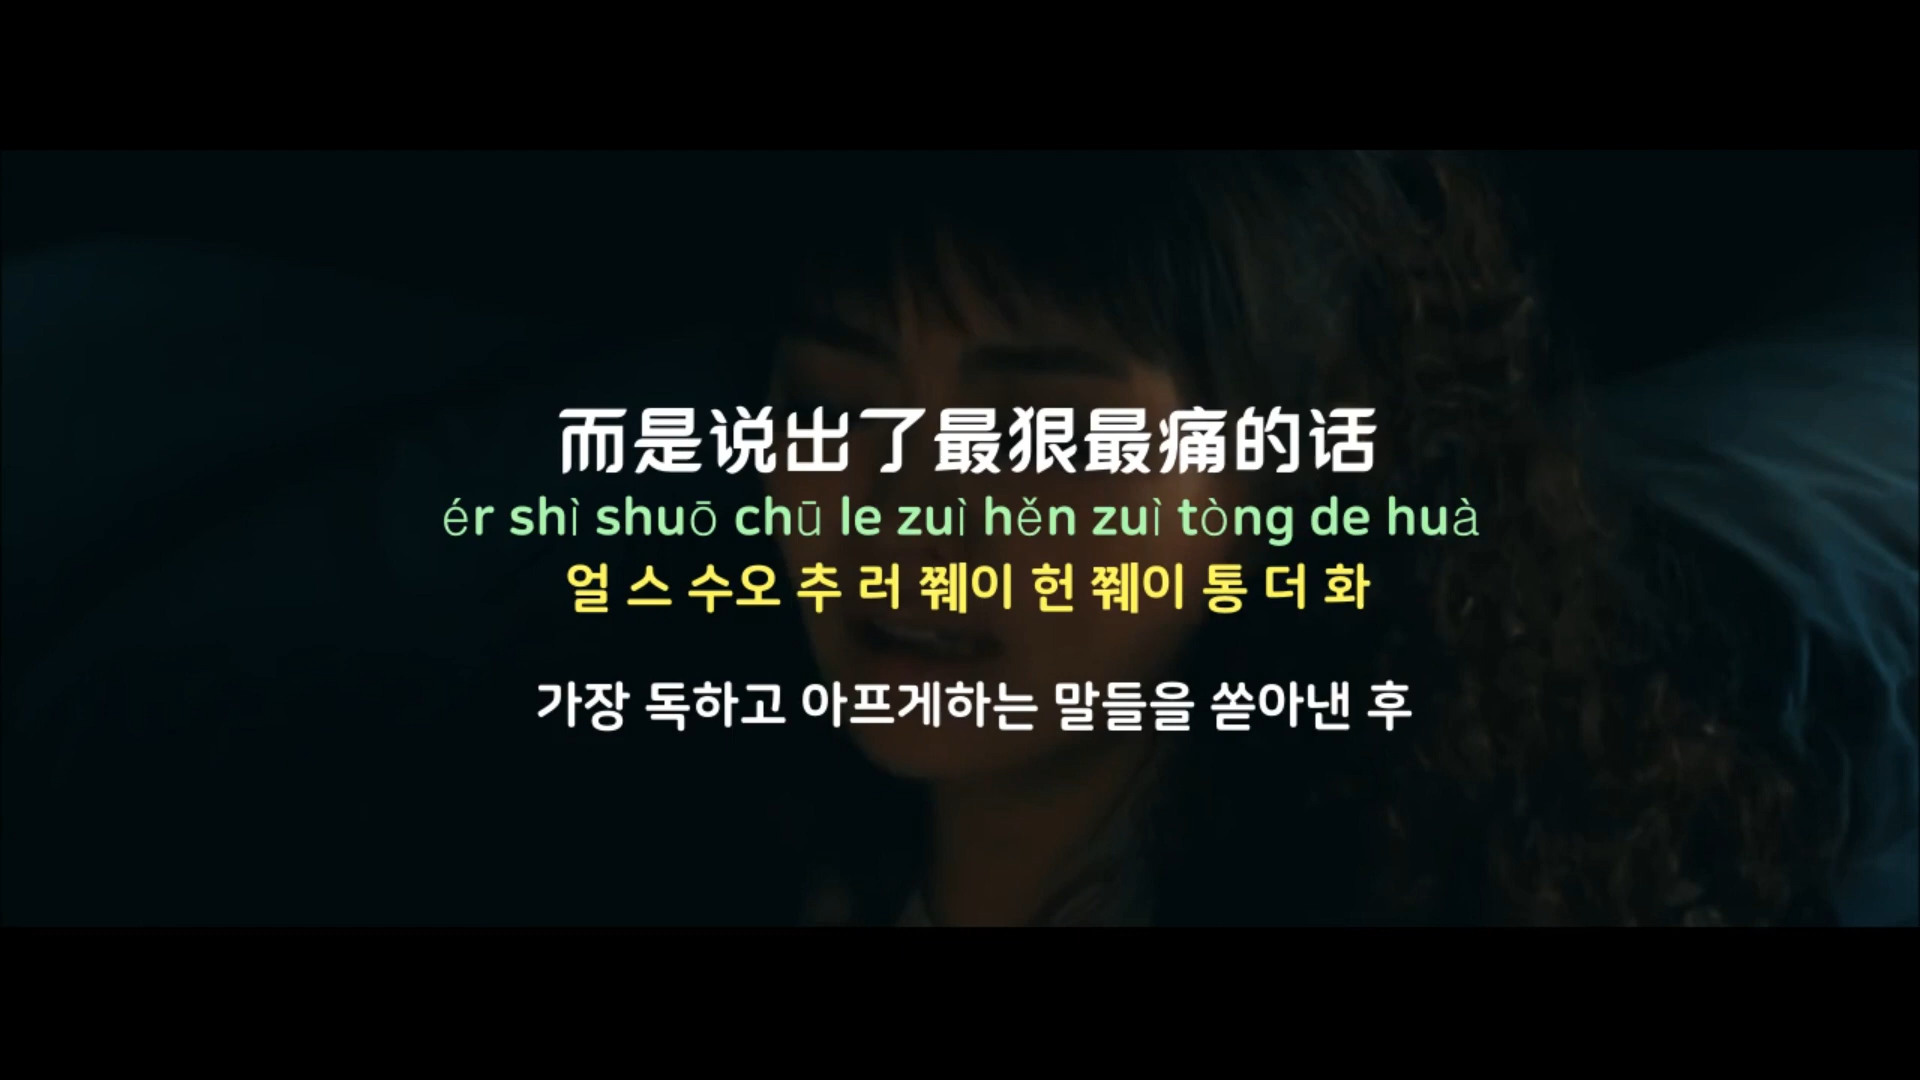 而是说出了最狠最痛的话
ér shì shuō chū le zuì hěn zuì tòng de huà
얼 스 수오 추 러 쮀이 헌 쮀이 통 더 화
가장 독하고 아프게하는 말들을 쏟아낸 후